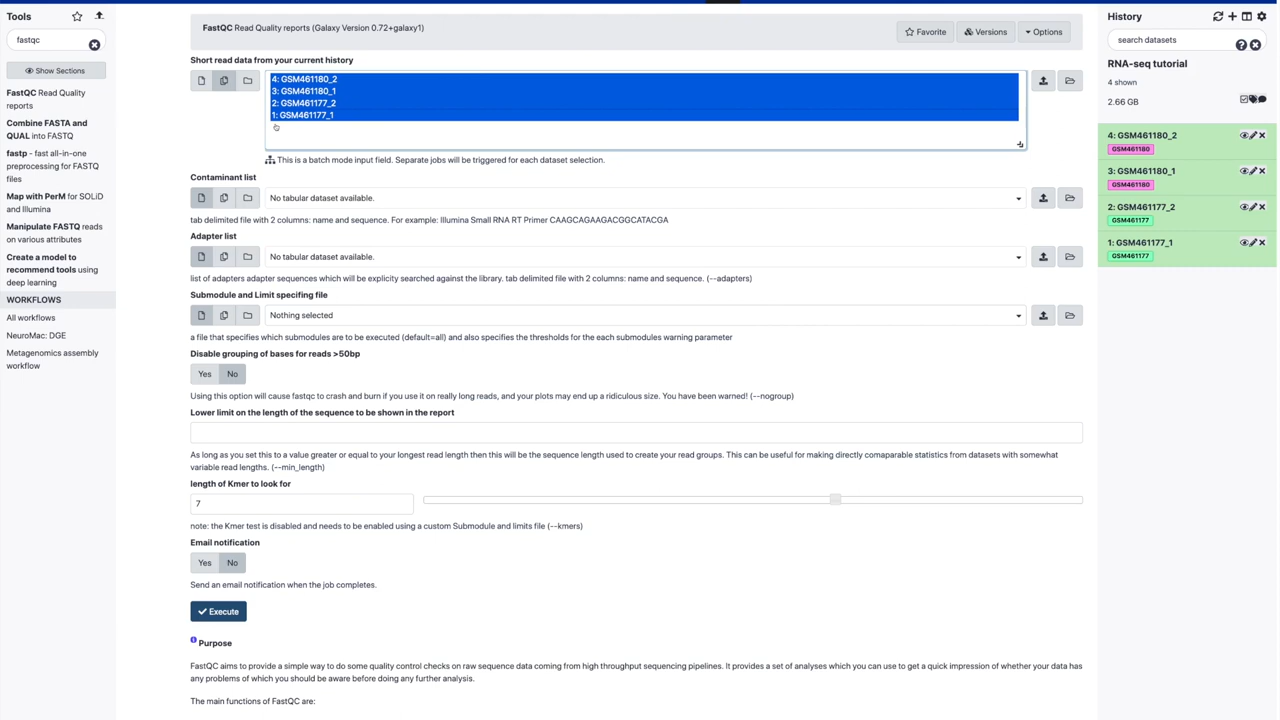 Tools
fastqc
Show Sections
FastQC Read Quality
reports
Combine FASTA and
QUAL into FASTQ
fastp - fast all-in-one
preprocessing for FASTQ
files
Map with PerM for SOLiD
and Illumina
Manipulate FASTQ reads
on various attributes
Create a model to
recommend tools using
deep learning
WORKFLOWS
All workflows
NeuroMac: DGE
Metagenomics assembly
workflow
FastQC Read Quality reports (Galaxy Version 0.72+galaxy1)
Favorite
Versions
Options
Short read data from your current history
4: GSM461180_2
3: GSM461180_1
2: GSM461177_2
1: GSM461177_1
This is a batch mode input field. Separate jobs will be triggered for each dataset selection.
Contaminant list
No tabular dataset available.
tab delimited file with 2 columns: name and sequence. For example: Illumina Small RNA RT Primer CAAGCAGAAGACGGCATACGA
Adapter list
No tabular dataset available.
list of adapters adapter sequences which will be explicity searched against the library. tab delimited file with 2 columns: name and sequence. (--adapters)
Submodule and Limit specifing file
Nothing selected
a file that specifies which submodules are to be executed (default=all) and also specifies the thresholds for the each submodules warning parameter
Disable grouping of bases for reads >50bp
Yes No
Using this option will cause fastqc to crash and burn if you use it on really long reads, and your plots may end up a ridiculous size. You have been warned! (--nogroup)
Lower limit on the length of the sequence to be shown in the report
As long as you set this to a value greater or equal to your longest read length then this will be the sequence length used to create your read groups. This can be useful for making directly comaparable statistics from datasets with somewhat
variable read lengths. (--min_length)
length of Kmer to look for
7
note: the Kmer test is disabled and needs to be enabled using a custom Submodule and limits file (--kmers)
Email notification
Yes No
Send an email notification when the job completes.
Execute
Purpose
FastQC aims to provide a simple way to do some quality control checks on raw sequence data coming from high throughput sequencing pipelines. It provides a set of analyses which you can use to get a quick impression of whether your data has
any problems of which you should be aware before doing any further analysis.
The main functions of FastQC are:
History
search datasets
RNA-seq tutorial
4 shown
2.66 GB
4: GSM461180_2
GSM461180
3: GSM461180_1
GSM461180
2: GSM461177_2
GSM461177
1: GSM461177_1
GSM461177